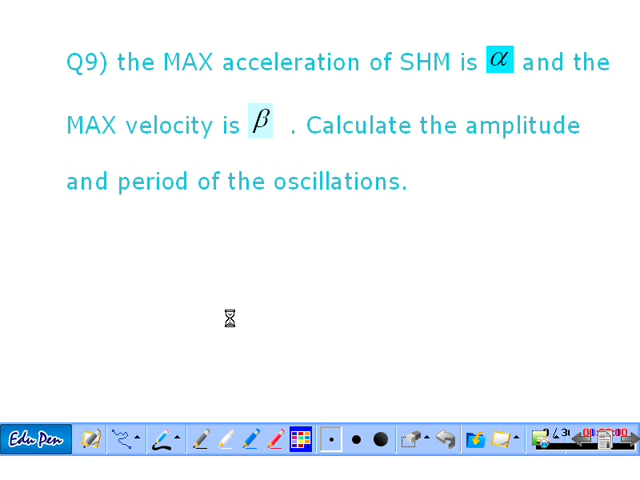 Q9) the MAX acceleration of SHM is α and the
MAX velocity is β . Calculate the amplitude
and period of the oscillations.
Edu Pen